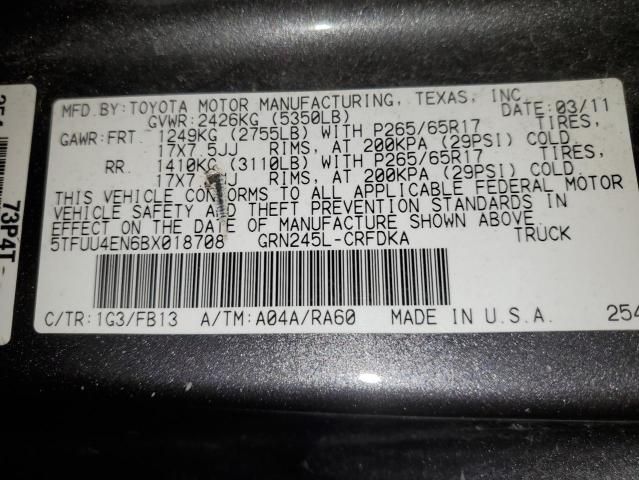 MFD.BY:TOYOTA MOTOR MANUFACTURING, TEXAS, INC.
GVWR:2426KG (5350LB) DATE:03/11
GAWR:FRT. 1249KG (2755LB) WITH P265/65R17 TIRES,
17X7.5JJ RIMS, AT 200KPA (29PSI) COLD.
RR. 1410KG (3110LB) WITH P265/65R17 TIRES,
17X7. JJ RIMS, AT 200KPA (29PSI) COLD.
THIS VEHICLE CONFORMS TO ALL APPLICABLE FEDERAL MOTOR
VEHICLE SAFETY AND THEFT PREVENTION STANDARDS IN
EFFECT ON THE DATE OF MANUFACTURE SHOWN ABOVE.
5TFUU4EN6BX018708 GRN245L-CRFDKA TRUCK
C/TR:1G3/FB13 A/TM:A04A/RA60 MADE IN U.S.A. 254
73P4T